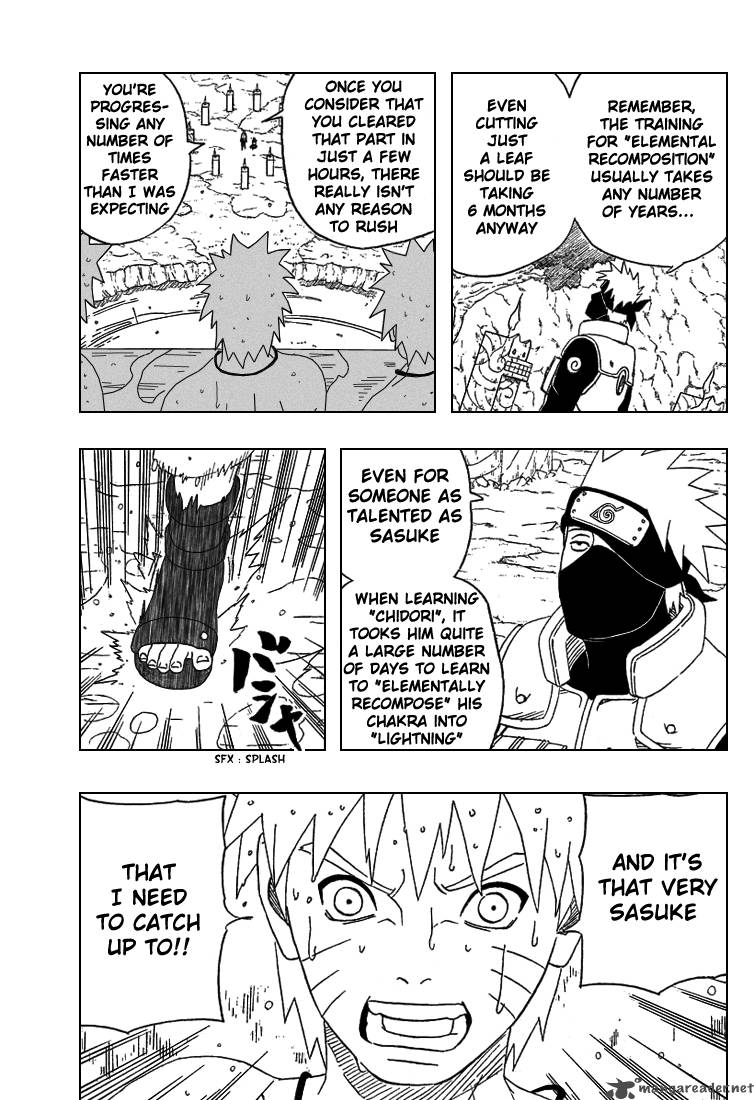 REMEMBER,
THE TRAINING
FOR "ELEMENTAL
RECOMPOSITION"
USUALLY TAKES
ANY NUMBER
OF YEARS...
EVEN
CUTTING
JUST
A LEAF
SHOULD BE
TAKING
6 MONTHS
ANYWAY
ONCE YOU
CONSIDER THAT
YOU CLEARED
THAT PART IN
JUST A FEW
HOURS, THERE
REALLY ISN'T
ANY REASON
TO RUSH
YOU'RE
PROGRES-
SING ANY
NUMBER OF
TIMES
FASTER
THAN I WAS
EXPECTING
EVEN FOR
SOMEONE AS
TALENTED AS
SASUKE
WHEN LEARNING
"CHIDORI", IT
TOOKS HIM QUITE
A LARGE NUMBER
OF DAYS TO LEARN
TO "ELEMENTALLY
RECOMPOSE" HIS
CHAKRA INTO
"LIGHTNING"
SFX : SPLASH
AND IT'S
THAT VERY
SASUKE
THAT
I NEED
TO CATCH
UP TO!!
mangareader.net